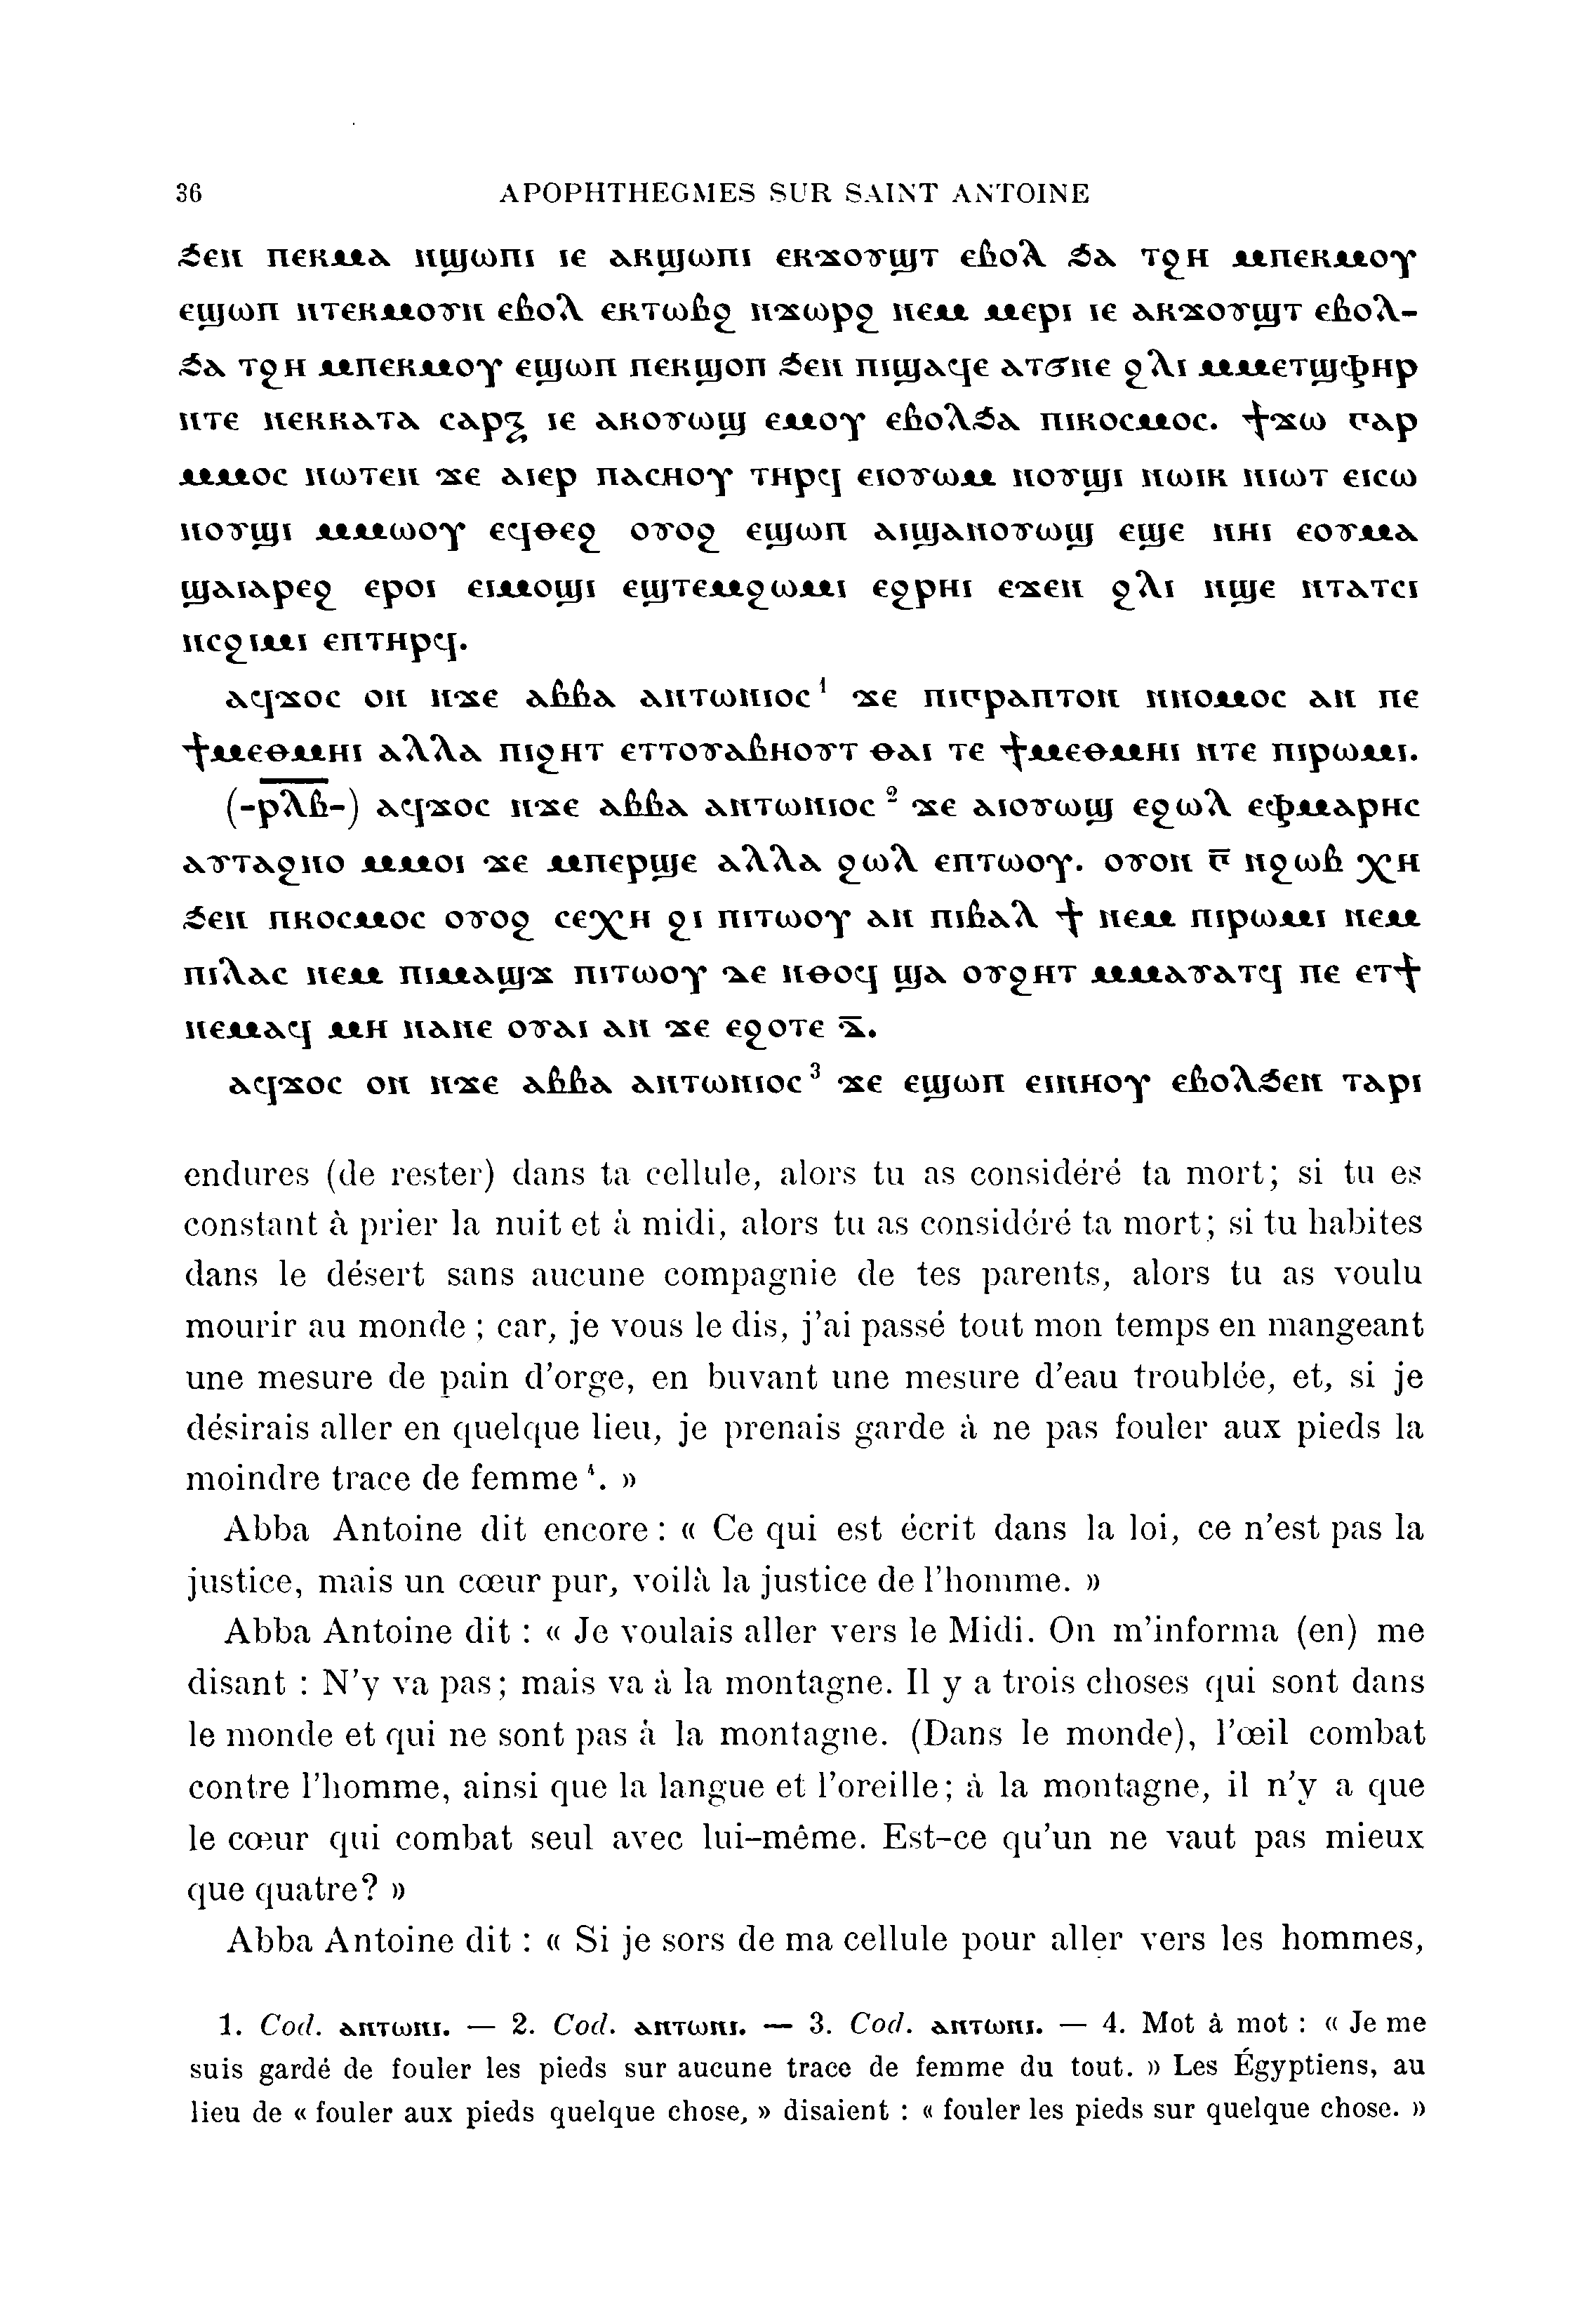 36 APOPHTHEGMES SUR SAINT ANTOINE
ϧⲉⲛ ⲡⲉⲕⲙⲁ ⲛϣⲱⲡⲓ ⲓⲉ ⲁⲕϣⲱⲡⲓ ⲉⲕϫⲟⲩϣⲧ ⲉⲃⲟⲗ ϧⲁ ⲧϩⲏ ⲙⲡⲉⲕⲙⲟⲩ
ⲉϣⲱⲡ ⲛⲧⲉⲕⲙⲟⲩⲛ ⲉⲃⲟⲗ ⲉⲕⲧⲱⲃϩ ⲛϫⲱⲣϩ ⲛⲉⲙ ⲙⲉⲣⲓ ⲓⲉ ⲁⲕϫⲟⲩϣⲧ ⲉⲃⲟⲗ-
ϧⲁ ⲧϩⲏ ⲙⲡⲉⲕⲙⲟⲩ ⲉϣⲱⲡ ⲡⲉⲕϣⲟⲡ ϧⲉⲛ ⲡⲓϣⲁϥⲉ ⲁⲧϭⲛⲉ ϩⲗⲓ ⲙⲙⲉⲧϣⲫⲏⲣ
ⲛⲧⲉ ⲛⲉⲕⲕⲁⲧⲁ ⲥⲁⲣⲝ ⲓⲉ ⲁⲕⲟⲩⲱϣ ⲉⲙⲟⲩ ⲉⲃⲟⲗϧⲁ ⲡⲓⲕⲟⲥⲙⲟⲥ. ϯϫⲱ ⲅⲁⲣ
ⲙⲙⲟⲥ ⲛⲱⲧⲉⲛ ϫⲉ ⲁⲓⲉⲣ ⲡⲁⲥⲏⲟⲩ ⲧⲏⲣϥ ⲉⲓⲟⲩⲱⲙ ⲛⲟⲩϣⲓ ⲛⲱⲓⲕ ⲛⲓⲱⲧ ⲉⲓⲥⲱ
ⲛⲟⲩϣⲓ ⲙⲙⲱⲟⲩ ⲉϥⲑⲉϩ ⲟⲩⲟϩ ⲉϣⲱⲡ ⲁⲓϣⲁⲛⲟⲩⲱϣ ⲉϣⲉ ⲛⲏⲓ ⲉⲟⲩⲙⲁ
ϣⲁⲓⲁⲣⲉϩ ⲉⲣⲟⲓ ⲉⲓⲙⲟϣⲓ ⲉϣⲧⲉⲙϩⲱⲙⲓ ⲉϩⲣⲏⲓ ⲉϫⲉⲛ ϩⲗⲓ ⲛϣⲉ ⲛⲧⲁⲧⲥⲓ
ⲛⲥϩⲓⲙⲓ ⲉⲡⲧⲏⲣϥ.
ⲁϥϫⲟⲥ ⲟⲛ ⲛϫⲉ ⲁⲃⲃⲁ ⲁⲛⲧⲱⲛⲓⲟⲥ¹ ϫⲉ ⲡⲓⲅⲣⲁⲡⲧⲟⲛ ⲛⲛⲟⲙⲟⲥ ⲁⲛ ⲡⲉ
ϯⲙⲉⲑⲙⲏⲓ ⲁⲗⲗⲁ ⲡⲓϩⲏⲧ ⲉⲧⲧⲟⲩⲁⲃⲏⲟⲩⲧ ⲑⲁⲓ ⲧⲉ ϯⲙⲉⲑⲙⲏⲓ ⲛⲧⲉ ⲡⲓⲣⲱⲙⲓ.
(-ⲣ̅ⲗ̅ⲃ̅-) ⲁϥϫⲟⲥ ⲛϫⲉ ⲁⲃⲃⲁ ⲁⲛⲧⲱⲛⲓⲟⲥ² ϫⲉ ⲁⲓⲟⲩⲱϣ ⲉϩⲱⲗ ⲉⲫⲙⲁⲣⲏⲥ
ⲁⲩⲧⲁϩⲛⲟ ⲙⲙⲟⲓ ϫⲉ ⲙⲡⲉⲣϣⲉ ⲁⲗⲗⲁ ϩⲱⲗ ⲉⲡⲧⲱⲟⲩ. ⲟⲩⲟⲛ ⲅ̅ ⲛϩⲱⲃ ⲭⲏ
ϧⲉⲛ ⲡⲕⲟⲥⲙⲟⲥ ⲟⲩⲟϩ ⲥⲉⲭⲏ ϩⲓ ⲡⲓⲧⲱⲟⲩ ⲁⲛ ⲡⲓⲃⲁⲗ ϯ ⲛⲉⲙ ⲡⲓⲣⲱⲙⲓ ⲛⲉⲙ
ⲡⲓⲗⲁⲥ ⲛⲉⲙ ⲡⲓⲙⲁϣϫ ⲡⲓⲧⲱⲟⲩ ⲇⲉ ⲛⲑⲟϥ ϣⲁ ⲟⲩϩⲏⲧ ⲙⲙⲁⲩⲁⲧϥ ⲡⲉ ⲉⲧϯ
ⲛⲉⲙⲁϥ ⲙⲏ ⲛⲁⲛⲉ ⲟⲩⲁⲓ ⲁⲛ ϫⲉ ⲉϩⲟⲧⲉ ⲇ̅.
ⲁϥϫⲟⲥ ⲟⲛ ⲛϫⲉ ⲁⲃⲃⲁ ⲁⲛⲧⲱⲛⲓⲟⲥ³ ϫⲉ ⲉϣⲱⲡ ⲉⲓⲛⲏⲟⲩ ⲉⲃⲟⲗϧⲉⲛ ⲧⲁⲣⲓ
endures (de rester) dans ta cellule, alors tu as considéré ta mort; si tu es
constant à prier la nuit et à midi, alors tu as considéré ta mort; si tu habites
dans le désert sans aucune compagnie de tes parents, alors tu as voulu
mourir au monde ; car, je vous le dis, j'ai passé tout mon temps en mangeant
une mesure de pain d'orge, en buvant une mesure d'eau troublée, et, si je
désirais aller en quelque lieu, je prenais garde à ne pas fouler aux pieds la
moindre trace de femme⁴. »
Abba Antoine dit encore : « Ce qui est écrit dans la loi, ce n'est pas la
justice, mais un cœur pur, voilà la justice de l'homme. »
Abba Antoine dit : « Je voulais aller vers le Midi. On m'informa (en) me
disant : N'y va pas; mais va à la montagne. Il y a trois choses qui sont dans
le monde et qui ne sont pas à la montagne. (Dans le monde), l'œil combat
contre l'homme, ainsi que la langue et l'oreille; à la montagne, il n'y a que
le cœur qui combat seul avec lui-même. Est-ce qu'un ne vaut pas mieux
que quatre? »
Abba Antoine dit : « Si je sors de ma cellule pour aller vers les hommes,
1. Cod. ⲁⲛⲧⲱⲛⲓ. — 2. Cod. ⲁⲛⲧⲱⲛⲓ. — 3. Cod. ⲁⲛⲧⲱⲛⲓ. — 4. Mot à mot : « Je me
suis gardé de fouler les pieds sur aucune trace de femme du tout. » Les Égyptiens, au
lieu de « fouler aux pieds quelque chose, » disaient : « fouler les pieds sur quelque chose. »